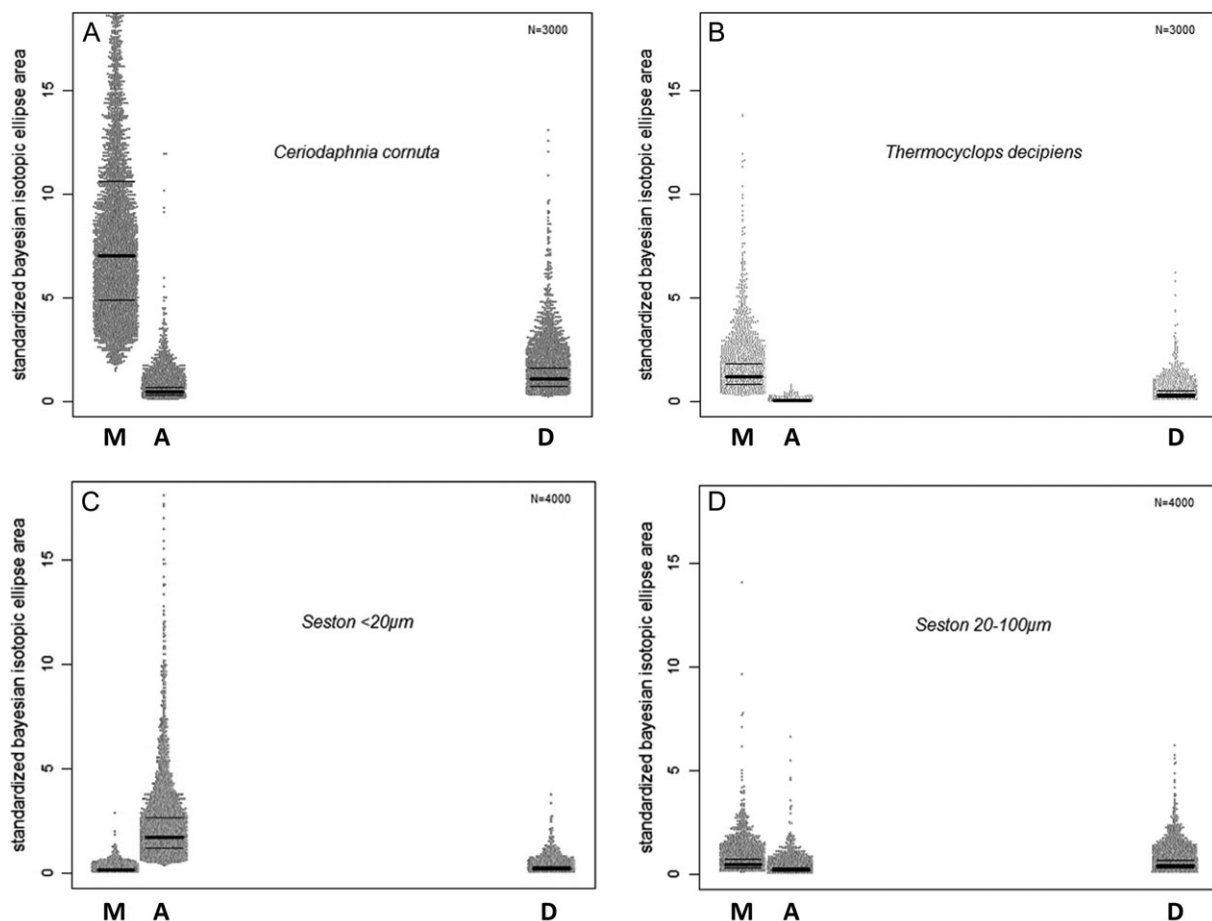 A
N=3000
standardized bayesian isotopic ellipse area
15
10
5
0
Ceriodaphnia cornuta
M A D
B
N=3000
standardized bayesian isotopic ellipse area
15
10
5
0
Thermocyclops decipiens
M A D
C
N=4000
standardized bayesian isotopic ellipse area
15
10
5
0
Seston <20µm
M A D
D
N=4000
standardized bayesian isotopic ellipse area
15
10
5
0
Seston 20-100µm
M A D